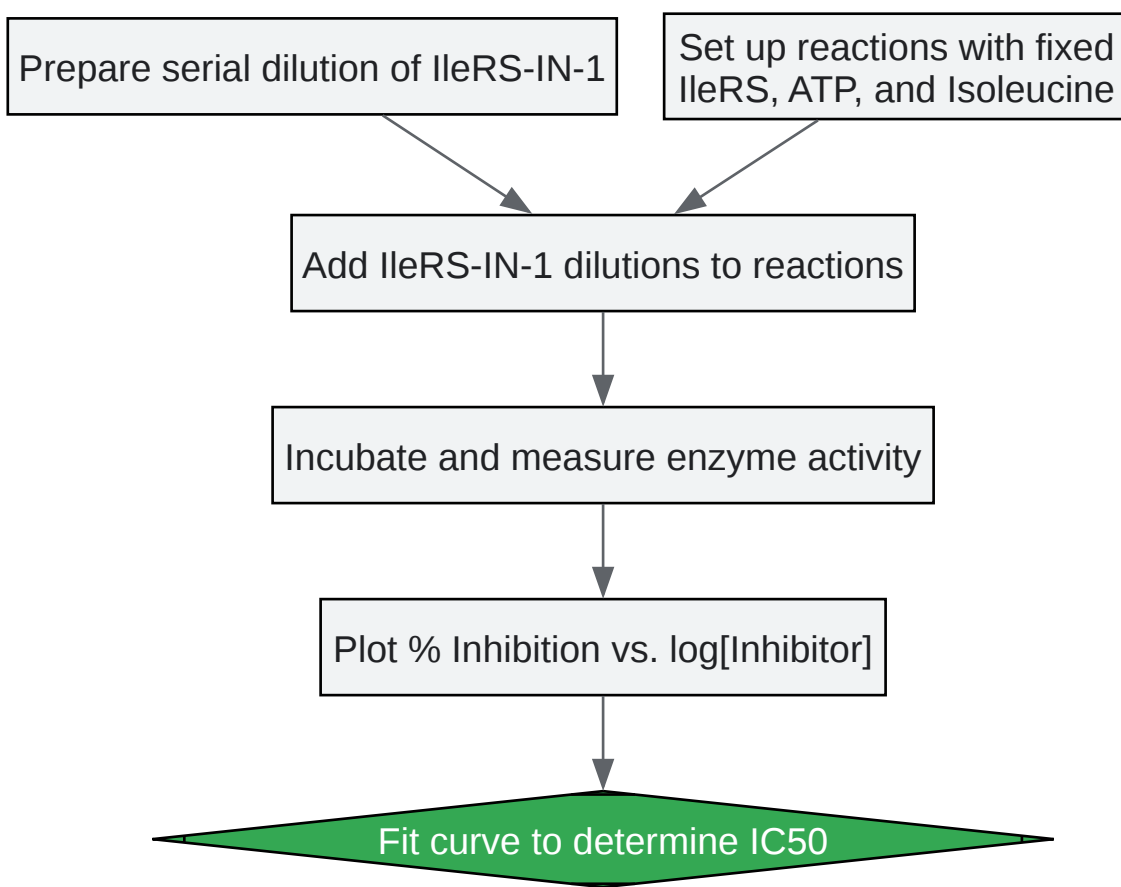 Prepare serial dilution of IleRS-IN-1
Set up reactions with fixed
IleRS, ATP, and Isoleucine
Add IleRS-IN-1 dilutions to reactions
Incubate and measure enzyme activity
Plot % Inhibition vs. log[Inhibitor]
Fit curve to determine IC50